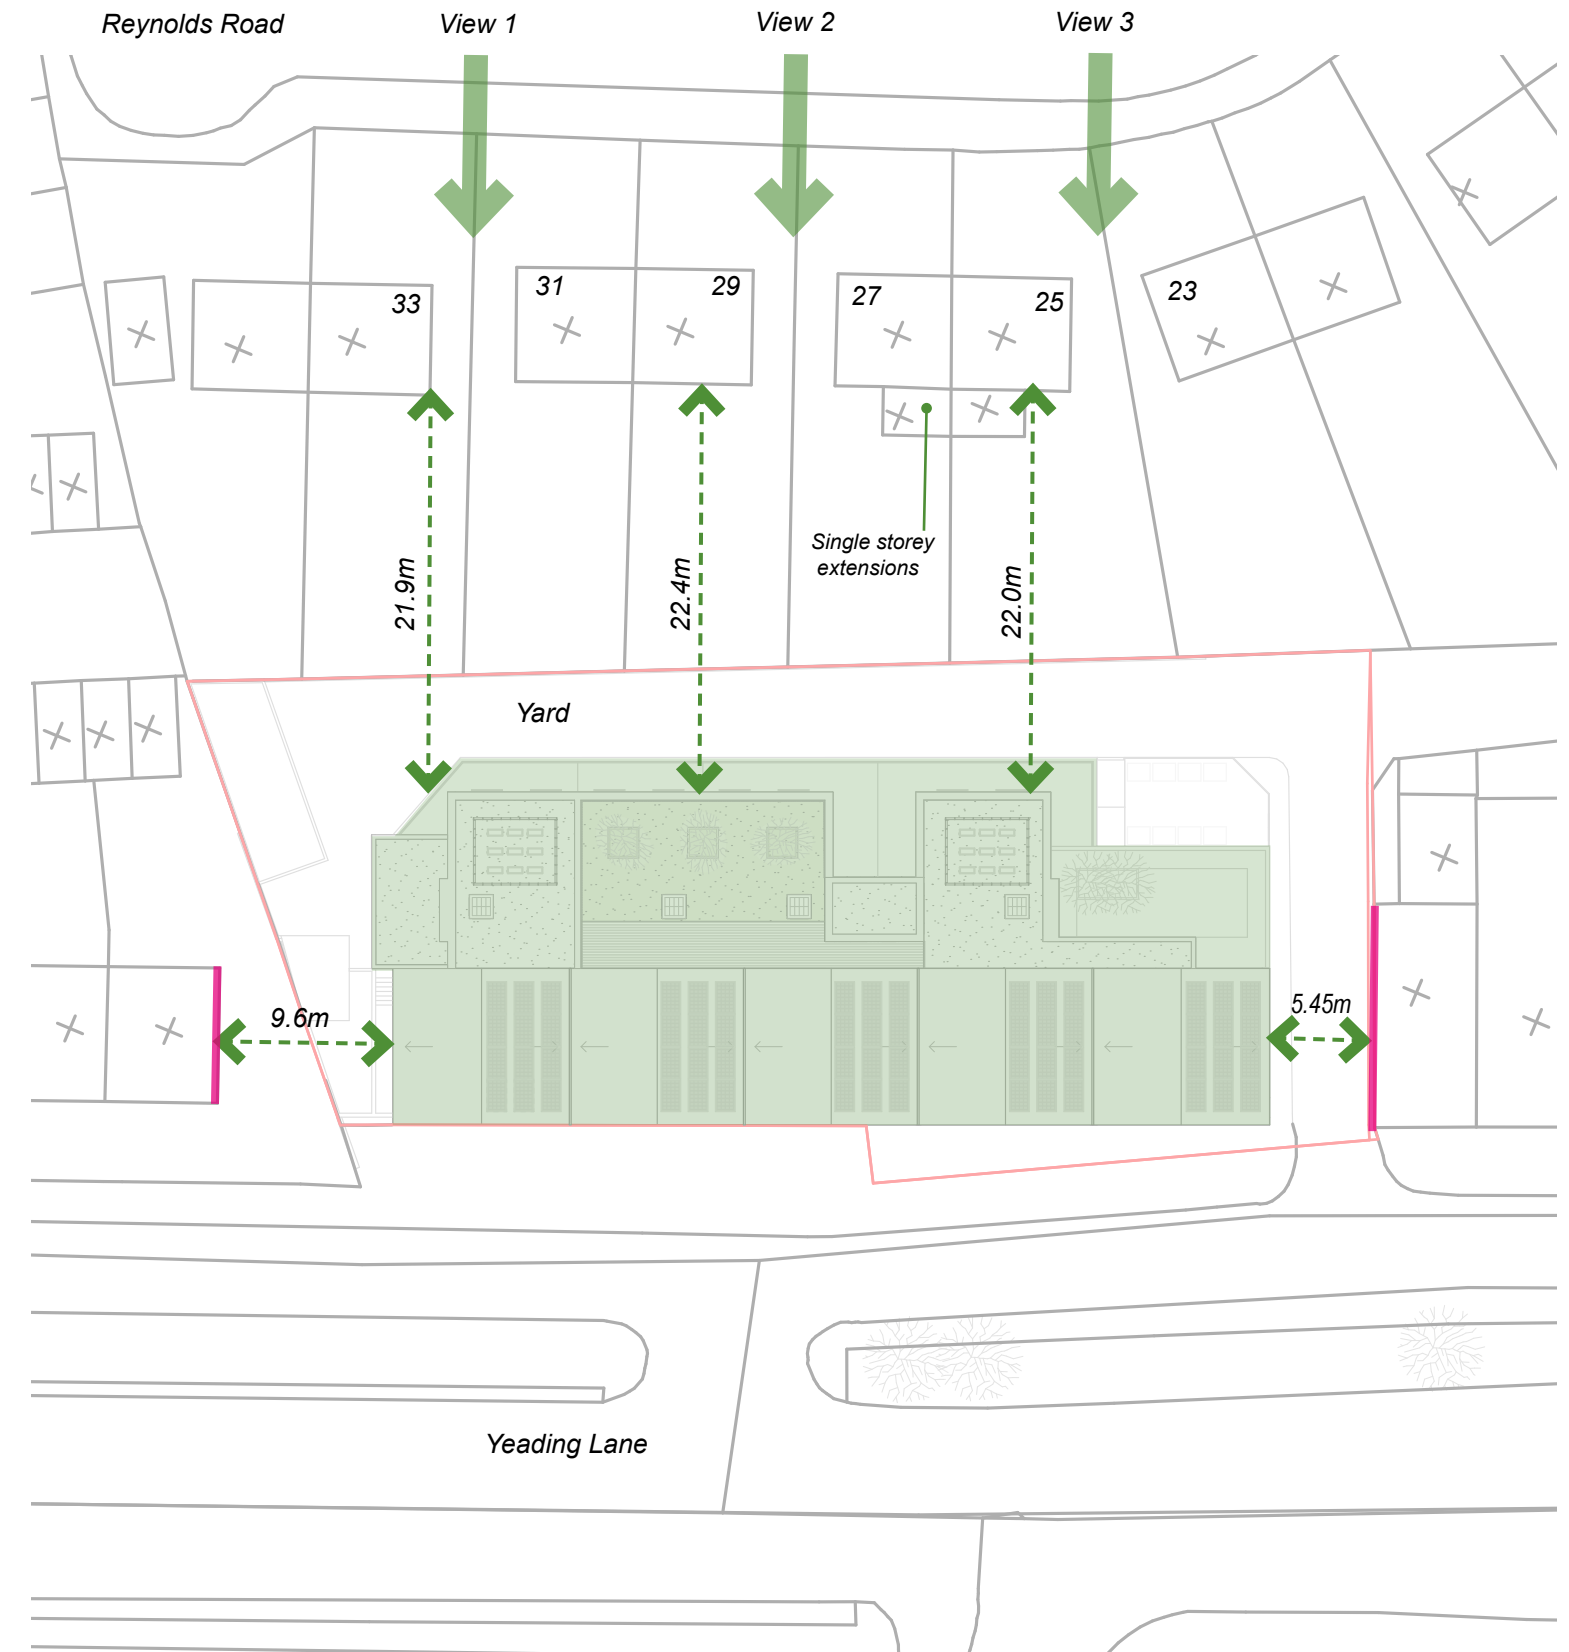 Reynolds Road
View 1
View 2
View 3
33
31
29
27
25
23
21.9m
22.4m
Single storey
extensions
22.0m
Yard
9.6m
5.45m
Yeading Lane